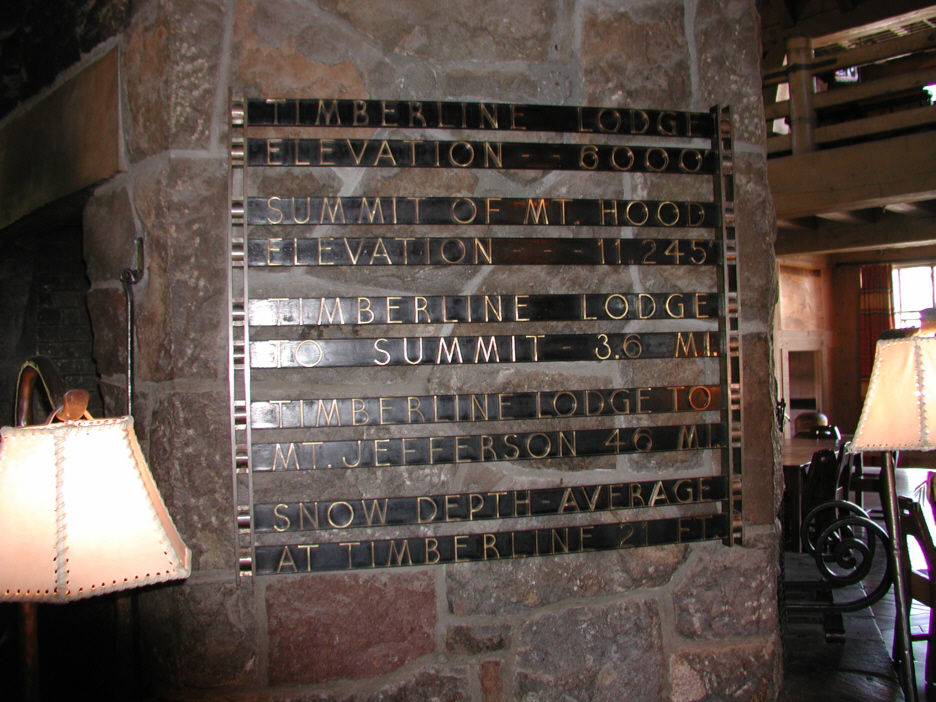 TIMBERLINE LODGE
ELEVATION - - 6000'
SUMMIT OF MT. HOOD
ELEVATION - - - 11.245'
TIMBERLINE LODGE
TO SUMMIT - 3.6 MI.
TIMBERLINE LODGE TO
MT. JEFFERSON 46 MI.
SNOW DEPTH - AVERAGE
AT TIMBERLINE 21 FT.